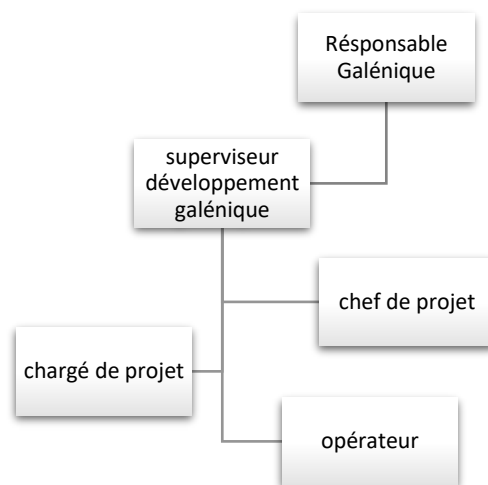 Résponsable
Galénique
superviseur
développement
galénique
chef de projet
chargé de projet
opérateur